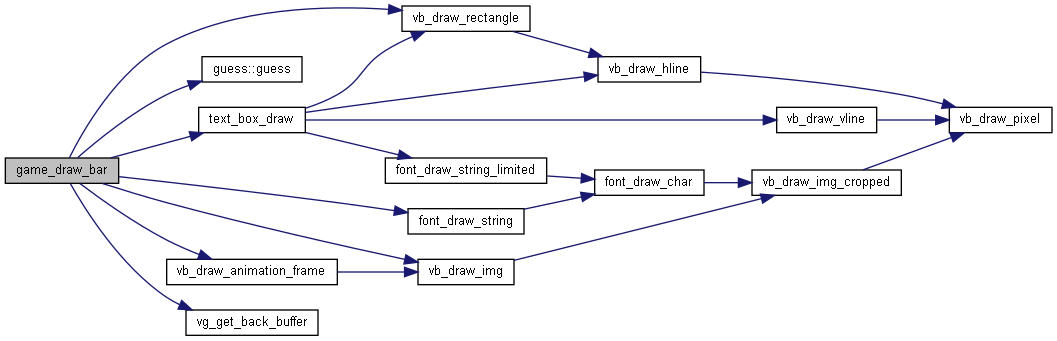 vb_draw_rectangle
guess::guess
vb_draw_hline
text_box_draw
vb_draw_vline
vb_draw_pixel
game_draw_bar
font_draw_string_limited
font_draw_char
vb_draw_img_cropped
font_draw_string
vb_draw_animation_frame
vb_draw_img
vg_get_back_buffer